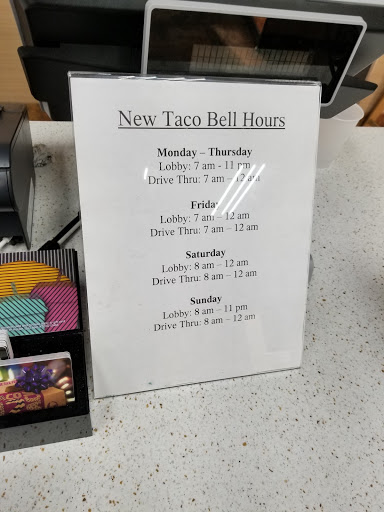 New Taco Bell Hours
Monday – Thursday
Lobby: 7 am - 11 pm
Drive Thru: 7 am – 12 am
Friday
Lobby: 7 am – 12 am
Drive Thru: 7 am – 12 am
Saturday
Lobby: 8 am – 12 am
Drive Thru: 8 am – 12 am
Sunday
Lobby: 8 am – 11 pm
Drive Thru: 8 am – 12 am